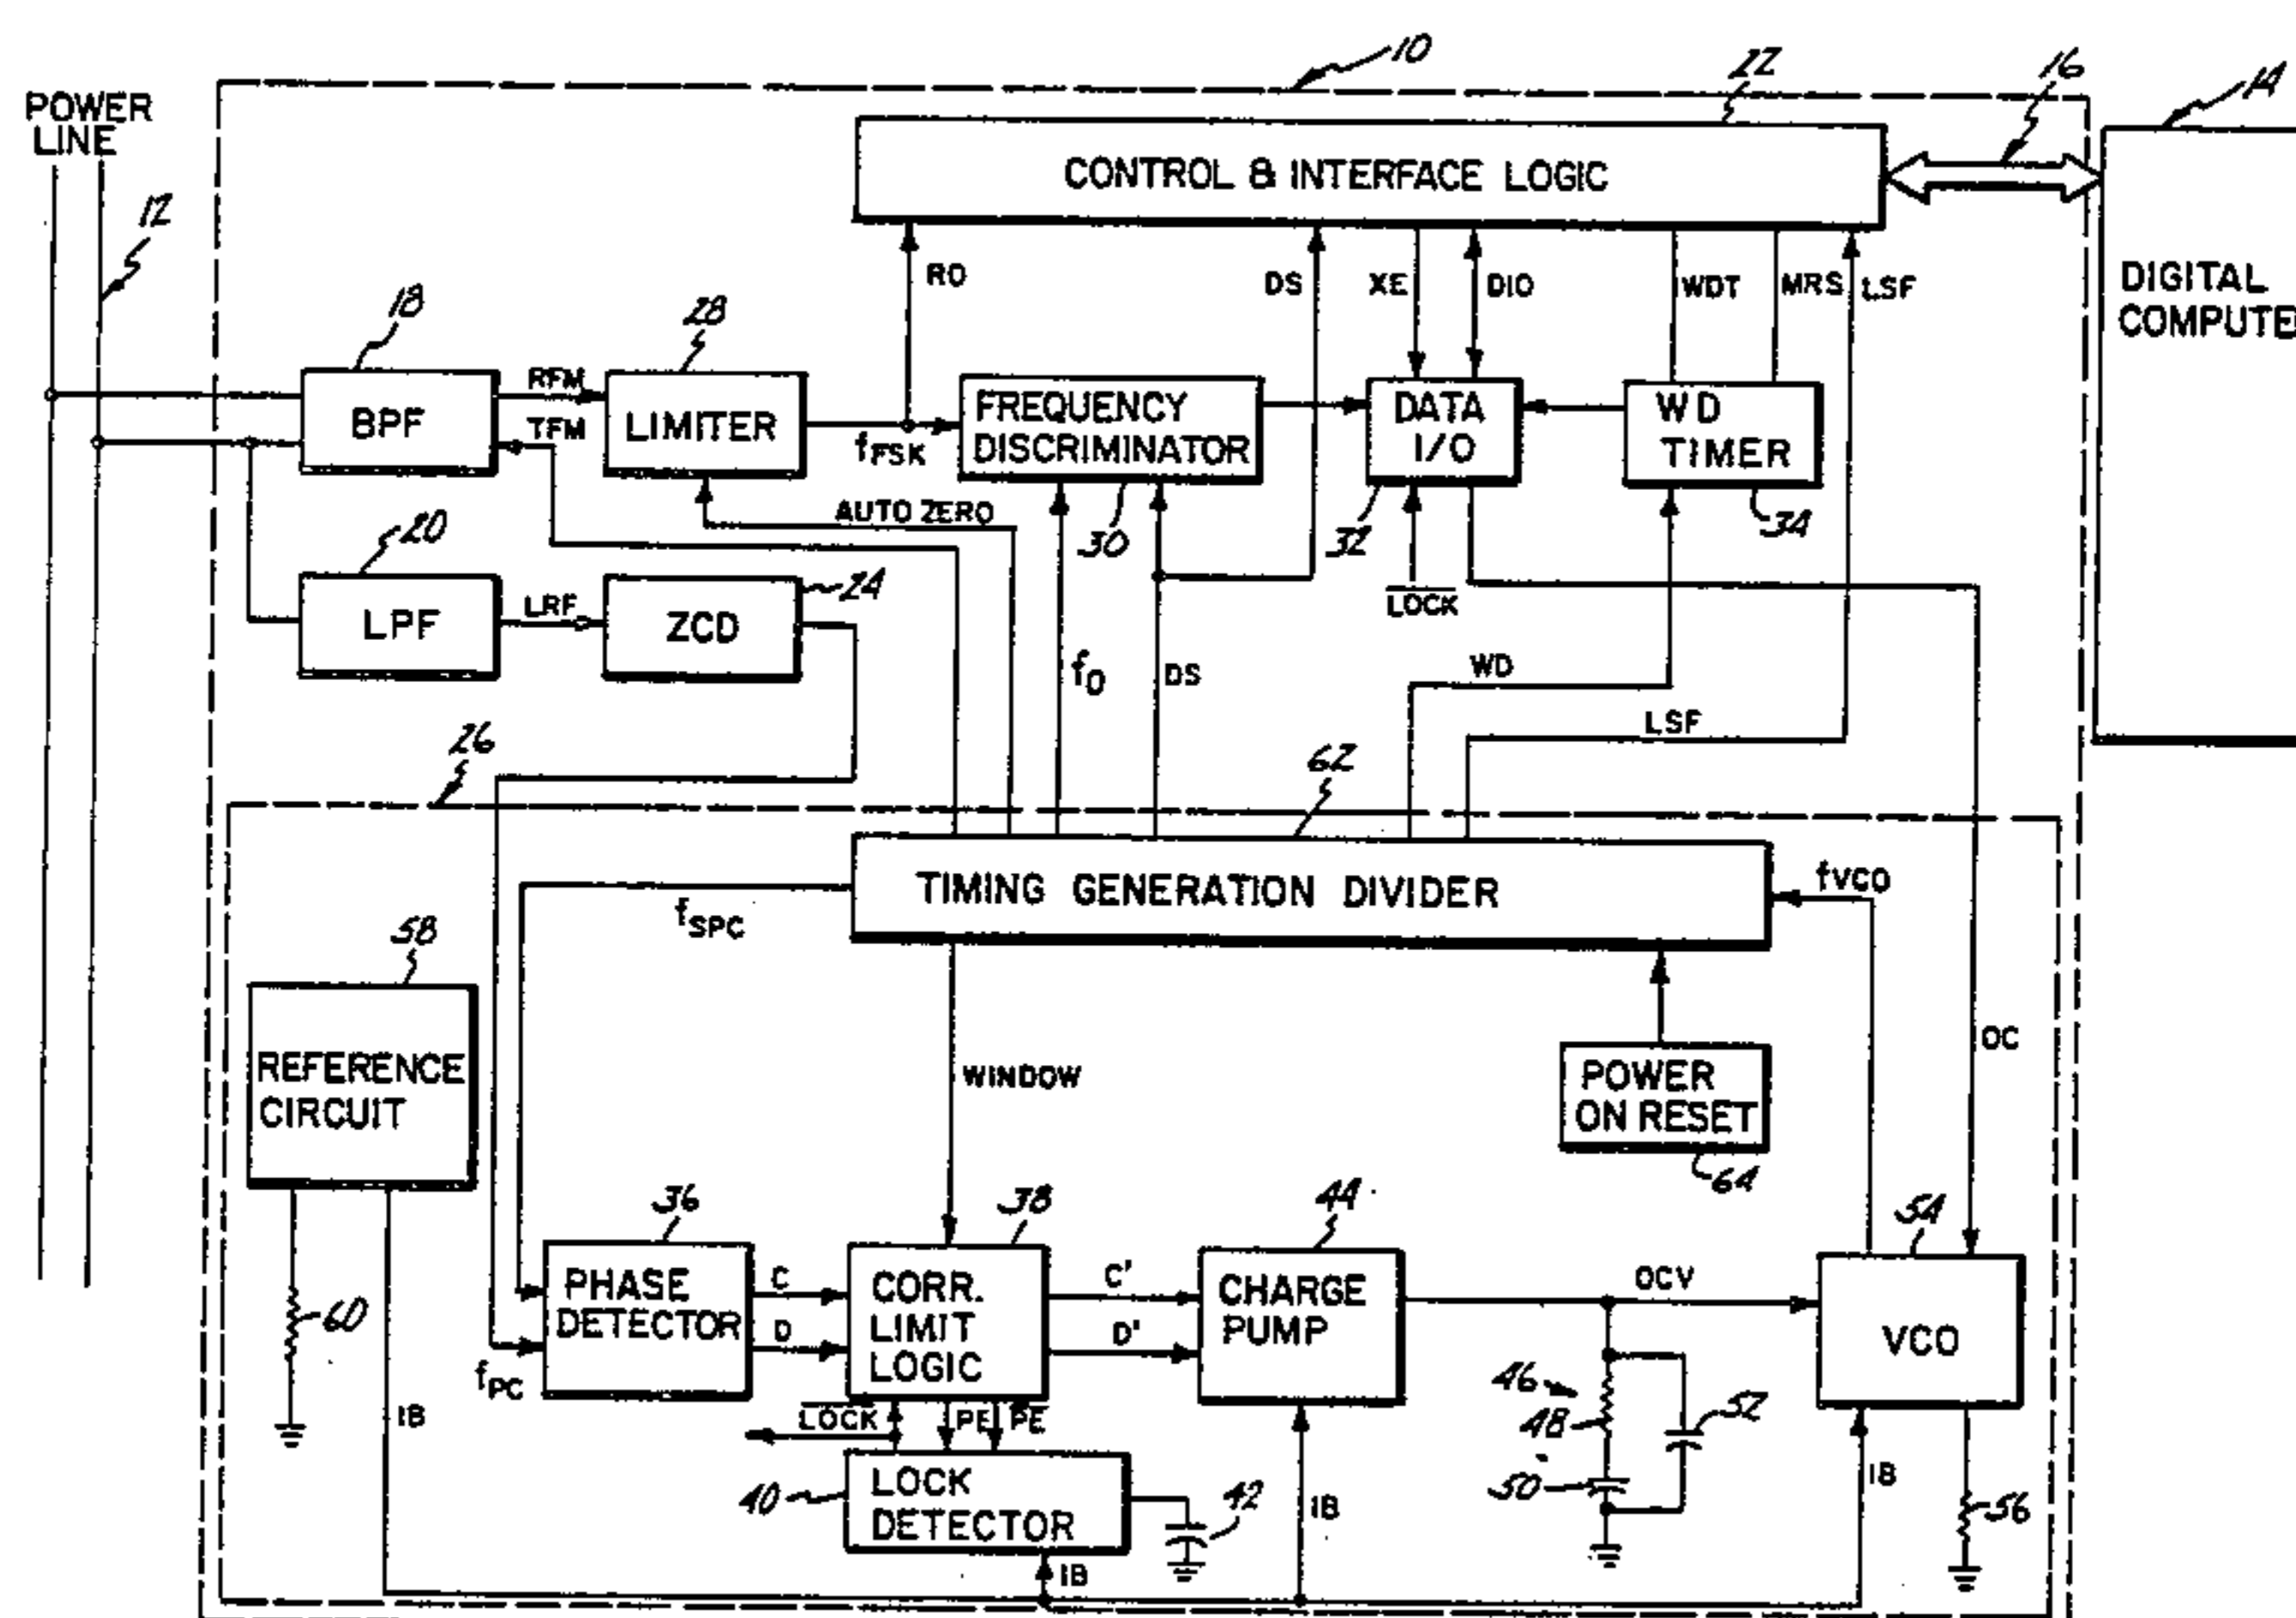 10
22
16
14
POWER
LINE
CONTROL & INTERFACE LOGIC
12
DIGITAL
COMPUTE
RO
DS
XE
DIO
WDT
MRS
LSF
18
28
BPF
RFM
TFM
LIMITER
fFSK
FREQUENCY
DISCRIMINATOR
DATA
I/O
WD
TIMER
AUTO ZERO
30
32
34
20
24
LPF
LRF
ZCD
LOCK
fO
DS
WD
LSF
26
62
TIMING GENERATION DIVIDER
fVCO
fSPC
58
REFERENCE
CIRCUIT
WINDOW
OC
POWER
ON RESET
64
36
38
44
54
60
PHASE
DETECTOR
C
D
CORR.
LIMIT
LOGIC
C'
D'
CHARGE
PUMP
OCV
VCO
fPC
IB
LOCK
PE
PE
46
48
52
50
40
LOCK
DETECTOR
42
IB
IB
IB
56